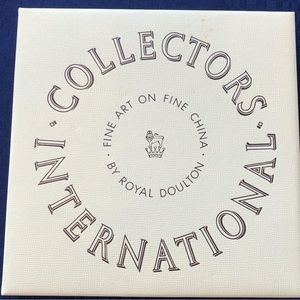 COLLECTORS
INTERNATIONAL
FINE ART ON FINE CHINA
BY ROYAL DOULTON